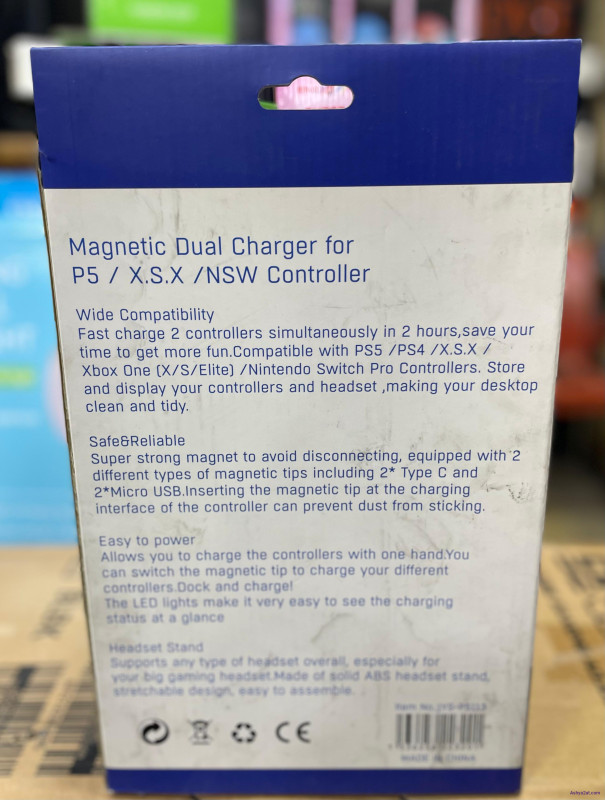 Magnetic Dual Charger for
P5 / X.S.X /NSW Controller
Wide Compatibility
Fast charge 2 controllers simultaneously in 2 hours,save your
time to get more fun.Compatible with PS5 /PS4 /X.S.X /
Xbox One (X/S/Elite) /Nintendo Switch Pro Controllers. Store
and display your controllers and headset ,making your desktop
clean and tidy.
Safe&Reliable
Super strong magnet to avoid disconnecting, equipped with 2
different types of magnetic tips including 2* Type C and
2*Micro USB.Inserting the magnetic tip at the charging
interface of the controller can prevent dust from sticking.
Easy to power
Allows you to charge the controllers with one hand.You
can switch the magnetic tip to charge your different
controllers.Dock and charge!
The LED lights make it very easy to see the charging
status at a glance
Headset Stand
Supports any type of headset overall, especially for
your big gaming headset.Made of solid ABS headset stand,
stretchable design, easy to assemble.
Item No.
CE
MADE IN CHINA